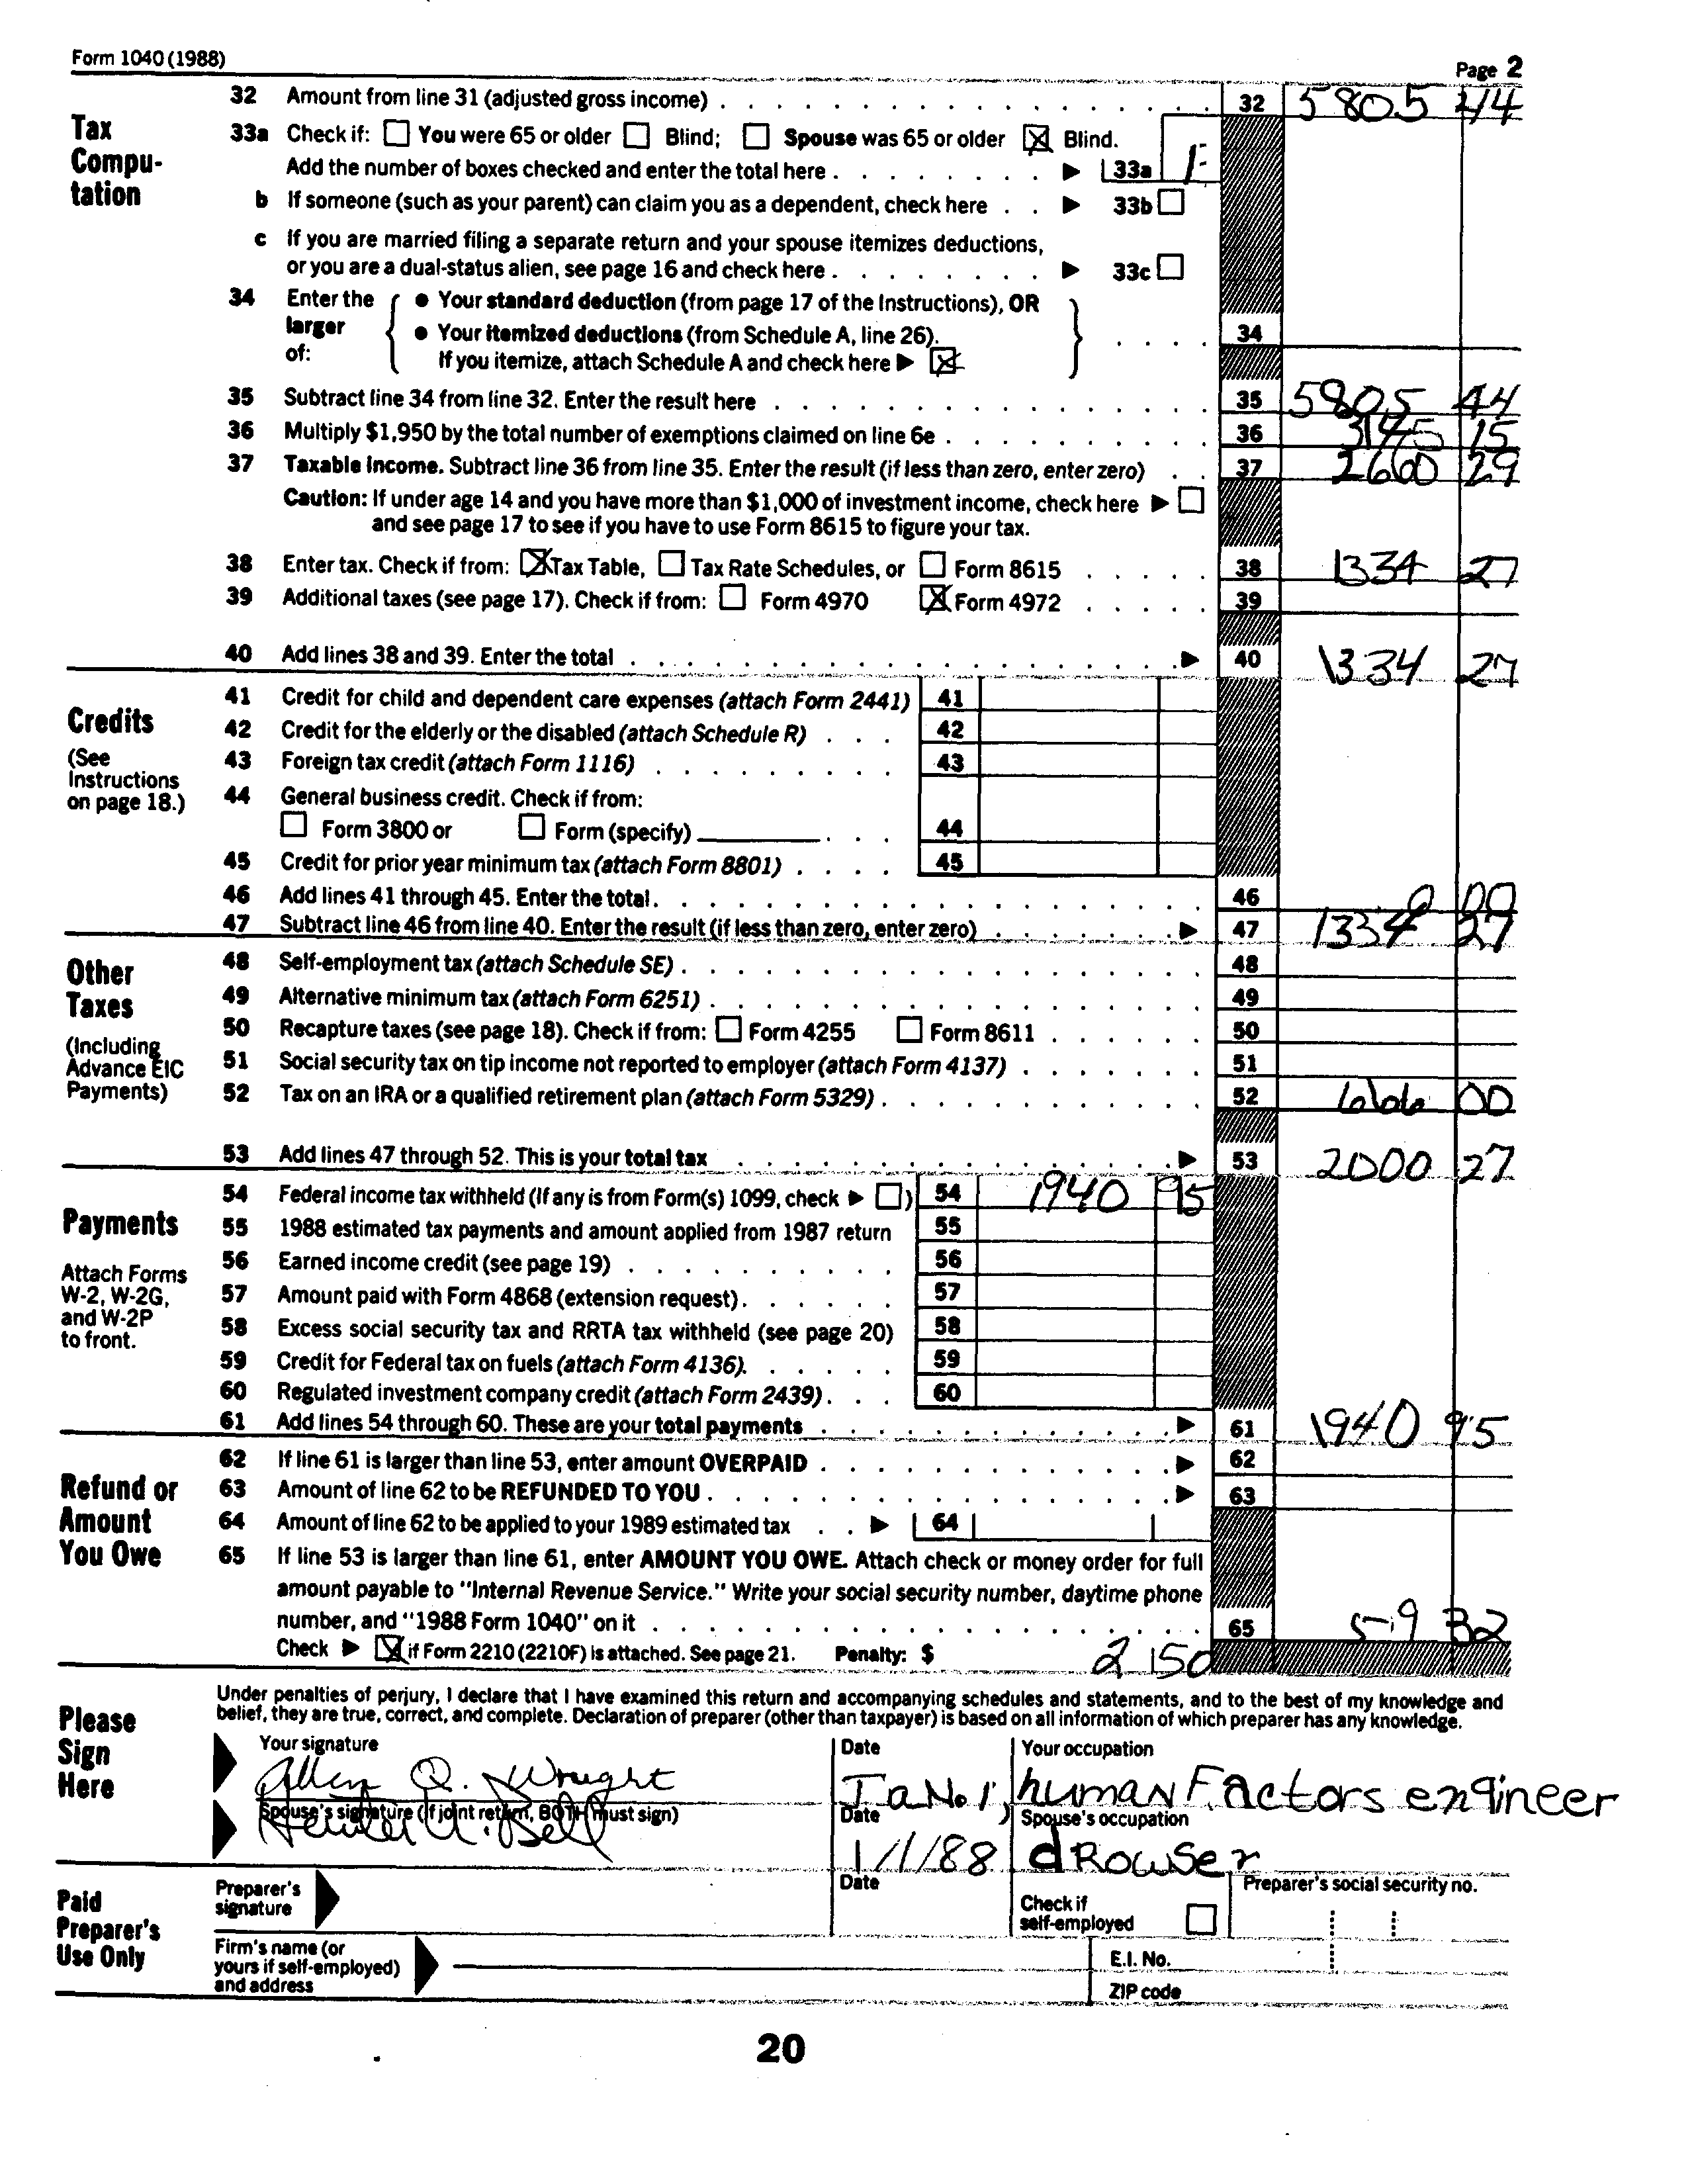 Form 1040 (1988)
Page 2
Tax Compu-tation
32 Amount from line 31 (adjusted gross income) 32 5805 44
33a Check if: You were 65 or older Blind; Spouse was 65 or older Blind.
Add the number of boxes checked and enter the total here 33a 1
b If someone (such as your parent) can claim you as a dependent, check here 33b
c If you are married filing a separate return and your spouse itemizes deductions,
or you are a dual-status alien, see page 16 and check here 33c
34 Enter the larger of: • Your standard deduction (from page 17 of the Instructions), OR
• Your itemized deductions (from Schedule A, line 26). 34
If you itemize, attach Schedule A and check here
35 Subtract line 34 from line 32. Enter the result here 35 5805 44
36 Multiply $1,950 by the total number of exemptions claimed on line 6e 36 3145 15
37 Taxable income. Subtract line 36 from line 35. Enter the result (if less than zero, enter zero) 37 2660 29
Caution: If under age 14 and you have more than $1,000 of investment income, check here
and see page 17 to see if you have to use Form 8615 to figure your tax.
38 Enter tax. Check if from: Tax Table, Tax Rate Schedules, or Form 8615 38 1334 27
39 Additional taxes (see page 17). Check if from: Form 4970 Form 4972 39
40 Add lines 38 and 39. Enter the total 40 1334 27
Credits
(See Instructions on page 18.)
41 Credit for child and dependent care expenses (attach Form 2441) 41
42 Credit for the elderly or the disabled (attach Schedule R) 42
43 Foreign tax credit (attach Form 1116) 43
44 General business credit. Check if from:
Form 3800 or Form (specify) 44
45 Credit for prior year minimum tax (attach Form 8801) 45
46 Add lines 41 through 45. Enter the total. 46 0 00
47 Subtract line 46 from line 40. Enter the result (if less than zero, enter zero) 47 1334 27
Other Taxes
(Including Advance EIC Payments)
48 Self-employment tax (attach Schedule SE) 48
49 Alternative minimum tax (attach Form 6251) 49
50 Recapture taxes (see page 18). Check if from: Form 4255 Form 8611 50
51 Social security tax on tip income not reported to employer (attach Form 4137) 51
52 Tax on an IRA or a qualified retirement plan (attach Form 5329) 52 666 00
53 Add lines 47 through 52. This is your total tax 53 2000 27
Payments
Attach Forms W-2, W-2G, and W-2P to front.
54 Federal income tax withheld (If any is from Form(s) 1099, check ) 54 1940 95
55 1988 estimated tax payments and amount applied from 1987 return 55
56 Earned income credit (see page 19) 56
57 Amount paid with Form 4868 (extension request) 57
58 Excess social security tax and RRTA tax withheld (see page 20) 58
59 Credit for Federal tax on fuels (attach Form 4136) 59
60 Regulated investment company credit (attach Form 2439) 60
61 Add lines 54 through 60. These are your total payments 61 1940 95
Refund or Amount You Owe
62 If line 61 is larger than line 53, enter amount OVERPAID 62
63 Amount of line 62 to be REFUNDED TO YOU 63
64 Amount of line 62 to be applied to your 1989 estimated tax 64
65 If line 53 is larger than line 61, enter AMOUNT YOU OWE. Attach check or money order for full
amount payable to "Internal Revenue Service." Write your social security number, daytime phone
number, and "1988 Form 1040" on it 65 59 32
Check if Form 2210 (2210F) is attached. See page 21. Penalty: $ 2 150
Please Sign Here
Under penalties of perjury, I declare that I have examined this return and accompanying schedules and statements, and to the best of my knowledge and
belief, they are true, correct, and complete. Declaration of preparer (other than taxpayer) is based on all information of which preparer has any knowledge.
Your signature Date Your occupation
Allen Q. Wright Jan. 1, human Factors engineer
Spouse's signature (if joint return, BOTH must sign) Date Spouse's occupation
Bell 1/1/88 dRowser
Paid Preparer's Use Only
Preparer's signature Date Check if self-employed Preparer's social security no.
Firm's name (or yours if self-employed) and address E.I. No.
ZIP code
20